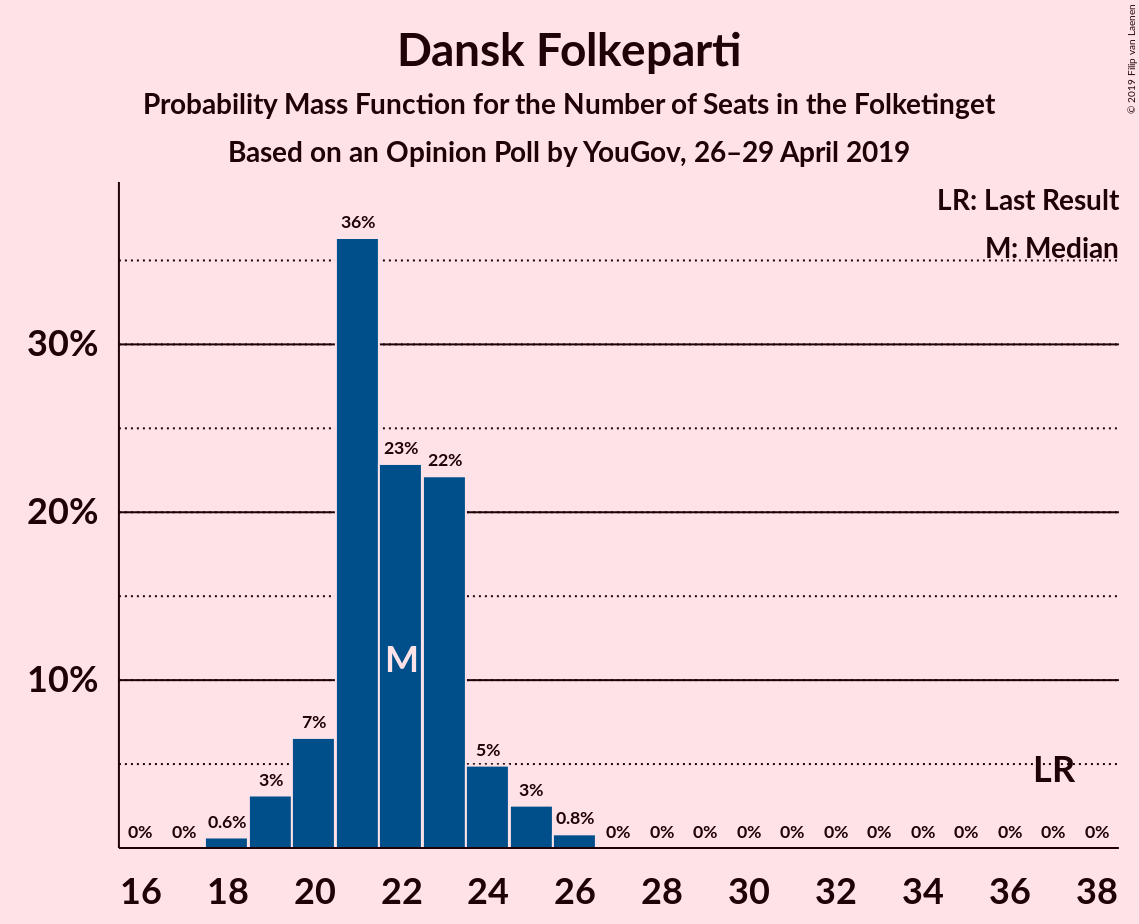 Dansk Folkeparti
Probability Mass Function for the Number of Seats in the Folketinget
Based on an Opinion Poll by YouGov, 26–29 April 2019
© 2019 Filip van Laenen
LR: Last Result
M: Median
30%
20%
10%
0% 0% 0.6% 3% 7% 36% 23% 22% 5% 3% 0.8% 0% 0% 0% 0% 0% 0% 0% 0% 0% 0% 0% 0%
M
LR
16 18 20 22 24 26 28 30 32 34 36 38